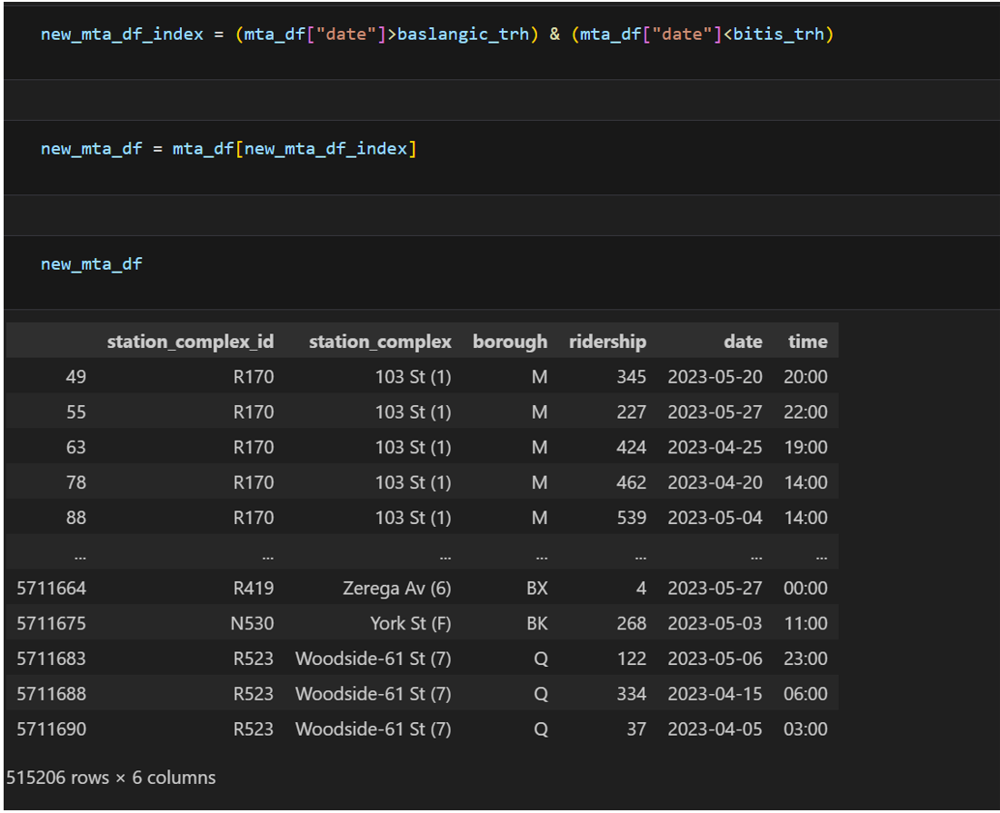 new_mta_df_index = (mta_df["date"]>baslangic_trh) & (mta_df["date"]<bitis_trh)
new_mta_df = mta_df[new_mta_df_index]
new_mta_df
station_complex_id station_complex borough ridership date time
49 R170 103 St (1) M 345 2023-05-20 20:00
55 R170 103 St (1) M 227 2023-05-27 22:00
63 R170 103 St (1) M 424 2023-04-25 19:00
78 R170 103 St (1) M 462 2023-04-20 14:00
88 R170 103 St (1) M 539 2023-05-04 14:00
... ... ... ... ... ... ...
5711664 R419 Zerega Av (6) BX 4 2023-05-27 00:00
5711675 N530 York St (F) BK 268 2023-05-03 11:00
5711683 R523 Woodside-61 St (7) Q 122 2023-05-06 23:00
5711688 R523 Woodside-61 St (7) Q 334 2023-04-15 06:00
5711690 R523 Woodside-61 St (7) Q 37 2023-04-05 03:00
515206 rows × 6 columns